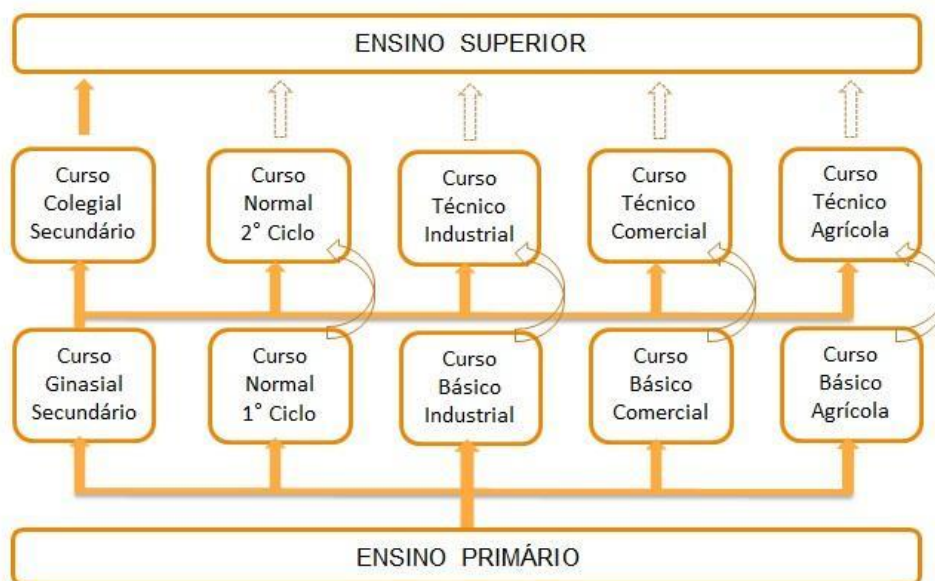 ENSINO SUPERIOR
Curso
Colegial
Secundário
Curso
Normal
2° Ciclo
Curso
Técnico
Industrial
Curso
Técnico
Comercial
Curso
Técnico
Agrícola
Curso
Ginasial
Secundário
Curso
Normal
1° Ciclo
Curso
Básico
Industrial
Curso
Básico
Comercial
Curso
Básico
Agrícola
ENSINO PRIMÁRIO